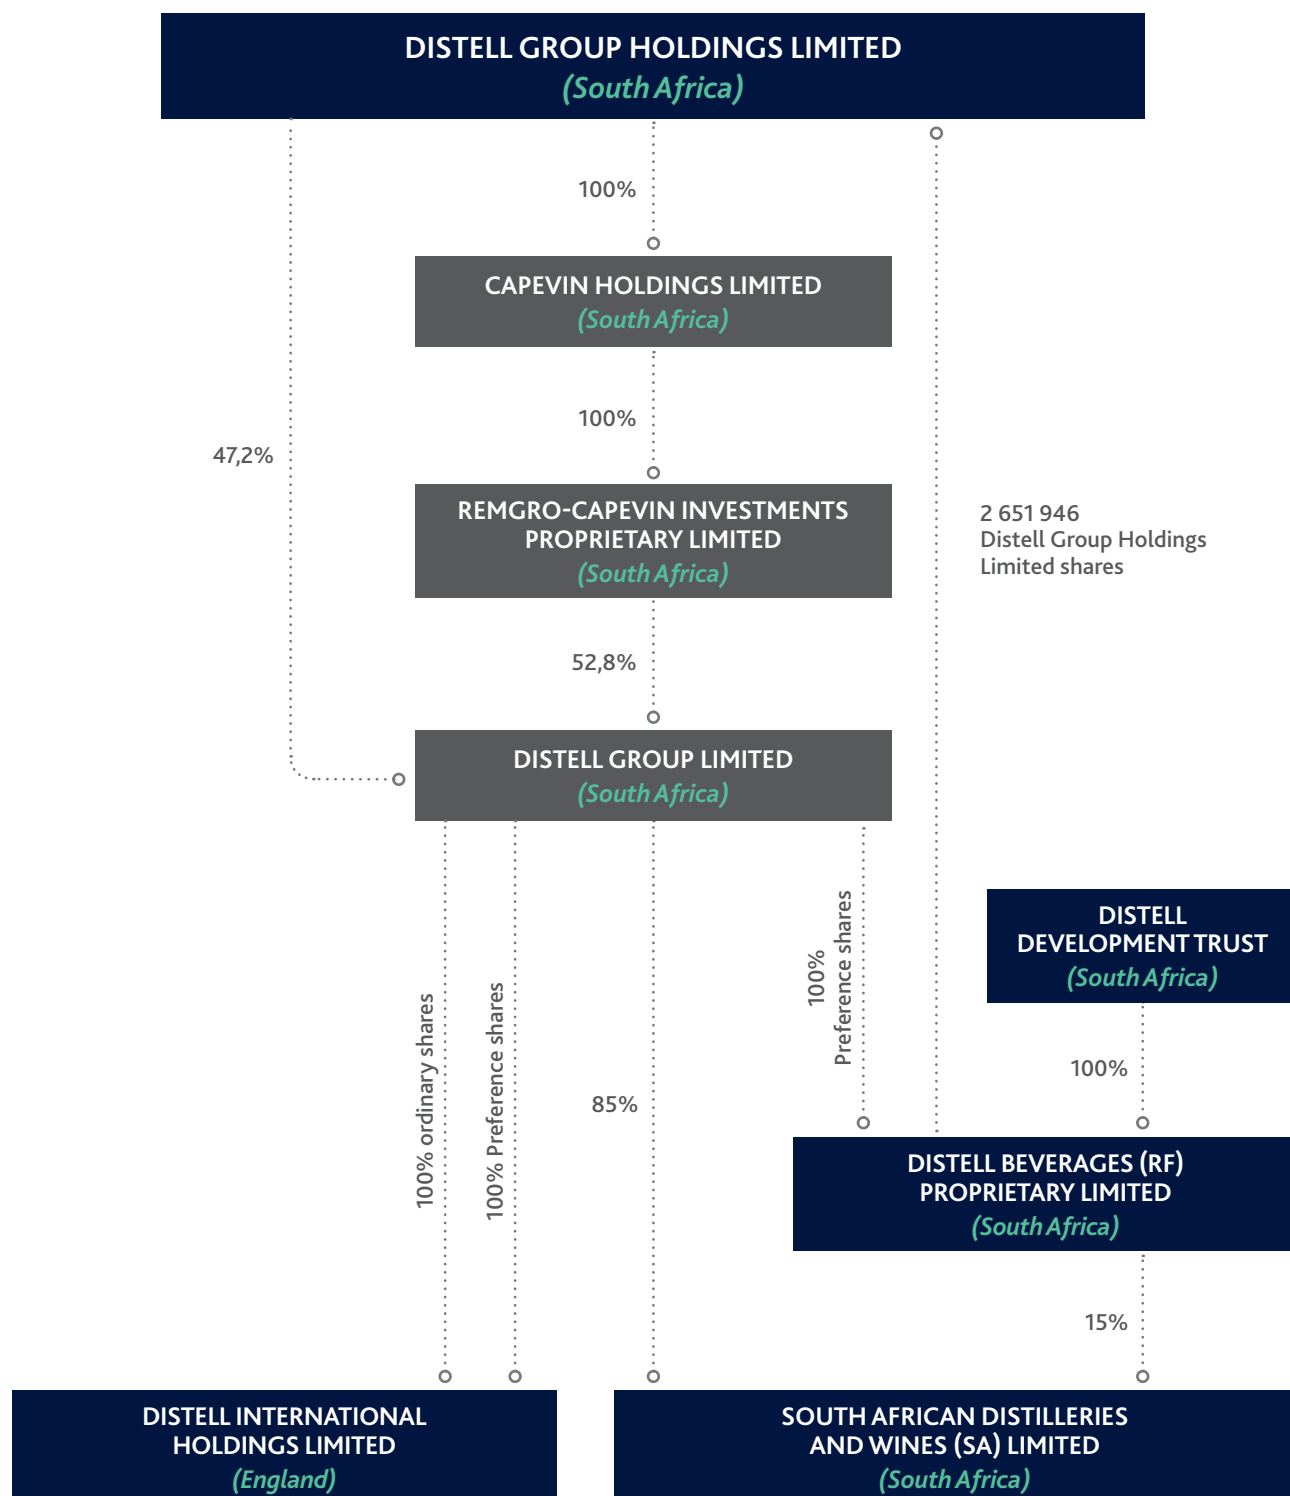 DISTELL GROUP HOLDINGS LIMITED
(South Africa)
100%
CAPEVIN HOLDINGS LIMITED
(South Africa)
100%
47,2%
REMGRO-CAPEVIN INVESTMENTS
PROPRIETARY LIMITED
(South Africa)
2 651 946
Distell Group Holdings
Limited shares
52,8%
DISTELL GROUP LIMITED
(South Africa)
100% ordinary shares
100% Preference shares
85%
100%
Preference shares
DISTELL
DEVELOPMENT TRUST
(South Africa)
100%
DISTELL BEVERAGES (RF)
PROPRIETARY LIMITED
(South Africa)
15%
DISTELL INTERNATIONAL
HOLDINGS LIMITED
(England)
SOUTH AFRICAN DISTILLERIES
AND WINES (SA) LIMITED
(South Africa)